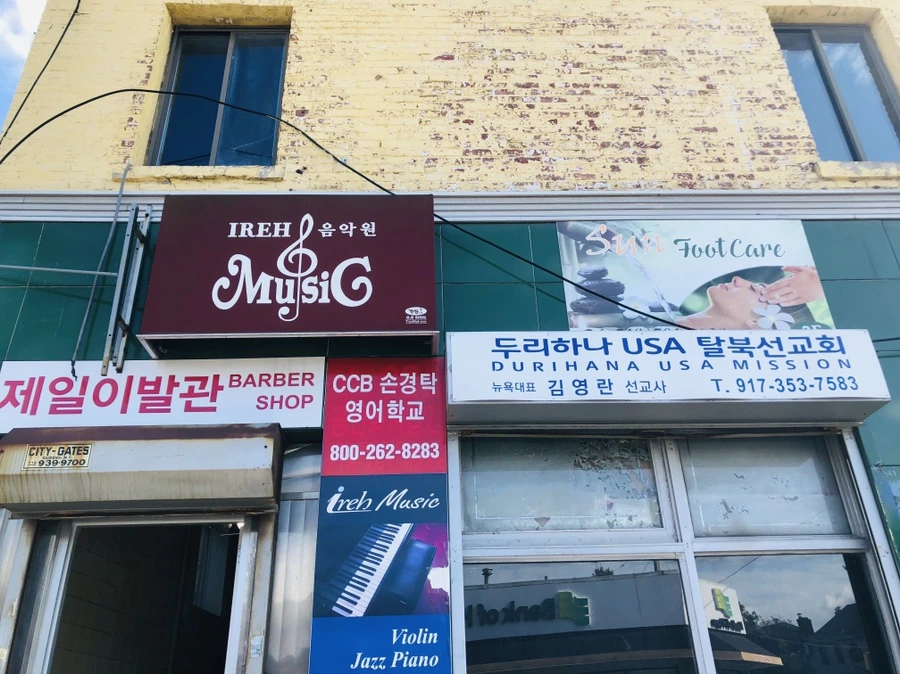 IREH 음악원
MusiC
Sun Foot Care
두리하나 USA 탈북선교회
DURIHANA USA MISSION
뉴욕대표 김영란 선교사 T. 917-353-7583
제일이발관 BARBER
SHOP
CCB 손경탁
영어학교
800-262-8283
CITY-GATES
939-9700
ireh Music
Violin
Jazz Piano
Bank of